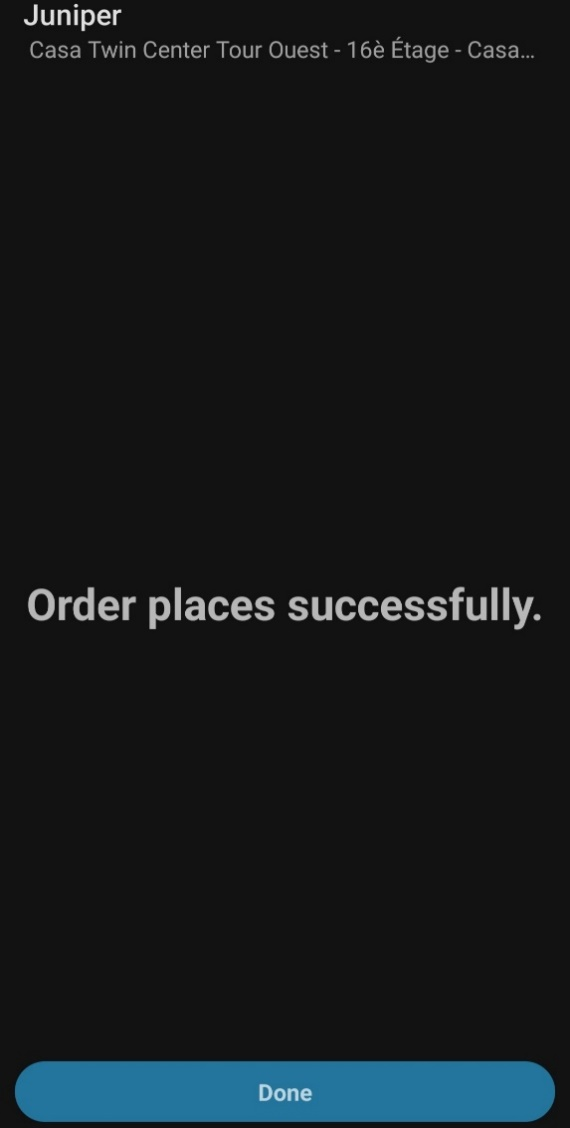 Juniper
Casa Twin Center Tour Ouest - 16è Étage - Casa...
Order places successfully.
Done